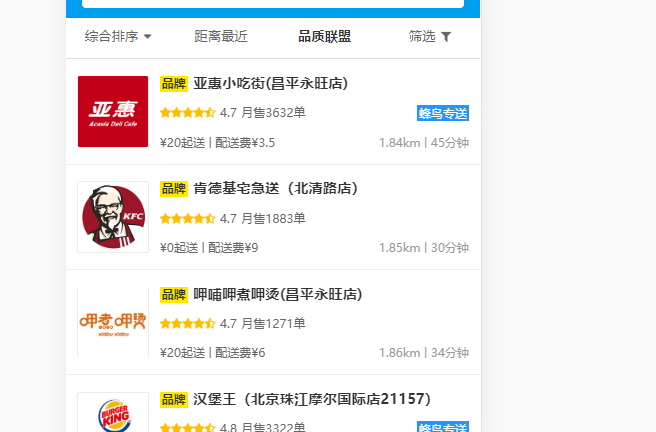 综合排序 距离最近 品质联盟 筛选
亚惠
Acasia Deli Cafe
品牌 亚惠小吃街(昌平永旺店)
4.7 月售3632单 蜂鸟专送
¥20起送 | 配送费¥3.5 1.84km | 45分钟
KFC
品牌 肯德基宅急送（北清路店）
4.7 月售1883单
¥0起送 | 配送费¥9 1.85km | 30分钟
呷煮呷烫
xiabu xiabu
品牌 呷哺呷煮呷烫(昌平永旺店)
4.7 月售1271单
¥20起送 | 配送费¥6 1.86km | 34分钟
BURGER
KING
品牌 汉堡王（北京珠江摩尔国际店21157）
4.8 月售3322单 蜂鸟专送